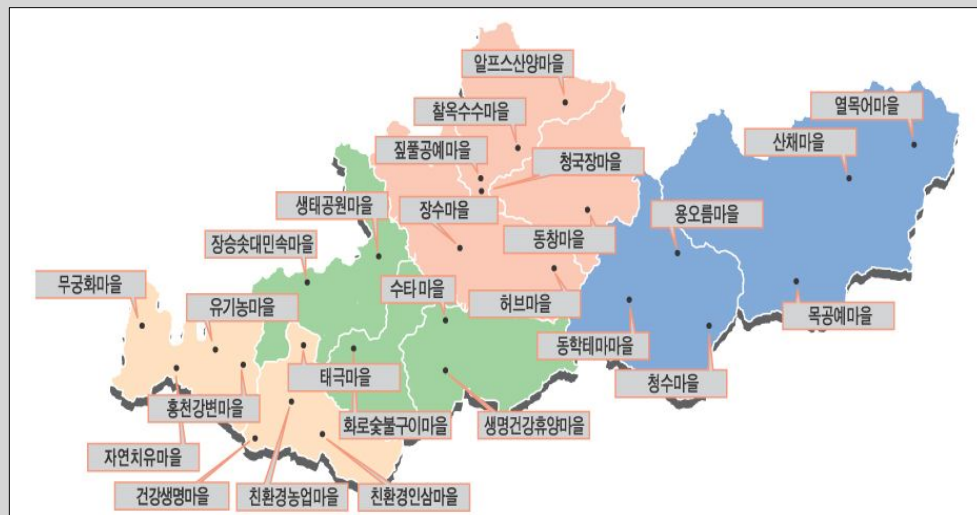 알프스산양마을
열목어마을
찰옥수수마을
산채마을
짚풀공예마을
청국장마을
생태공원마을
장수마을
용오름마을
동창마을
장승솟대민속마을
무궁화마을
수타마을
유기농마을
허브마을
목공예마을
동학테마마을
태극마을
청수마을
홍천강변마을
화로숯불구이마을
생명건강휴양마을
자연치유마을
건강생명마을
친환경농업마을
친환경인삼마을